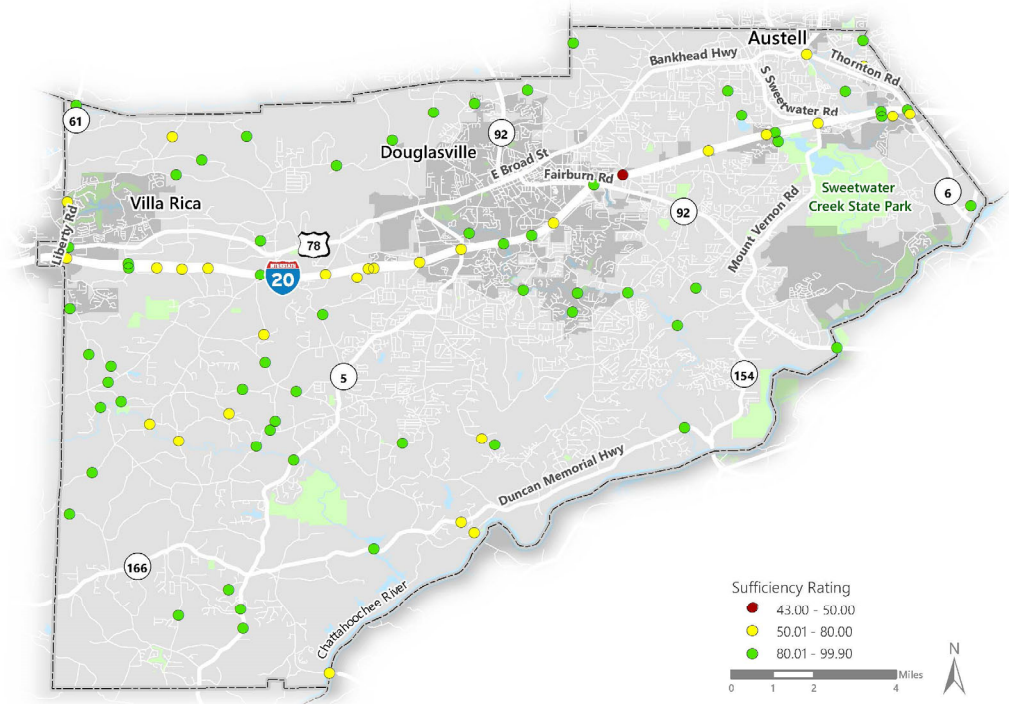 Austell
Bankhead Hwy
Thornton Rd
S Sweetwater Rd
61
92
Douglasville
E Broad St
Fairburn Rd
Villa Rica
Liberty Rd
78
92
Mount Vernon Rd
Sweetwater
Creek State Park
6
INTERSTATE
20
5
154
Duncan Memorial Hwy
166
Chattahoochee River
Sufficiency Rating
43.00 - 50.00
50.01 - 80.00
80.01 - 99.90
N
Miles
0 1 2 4